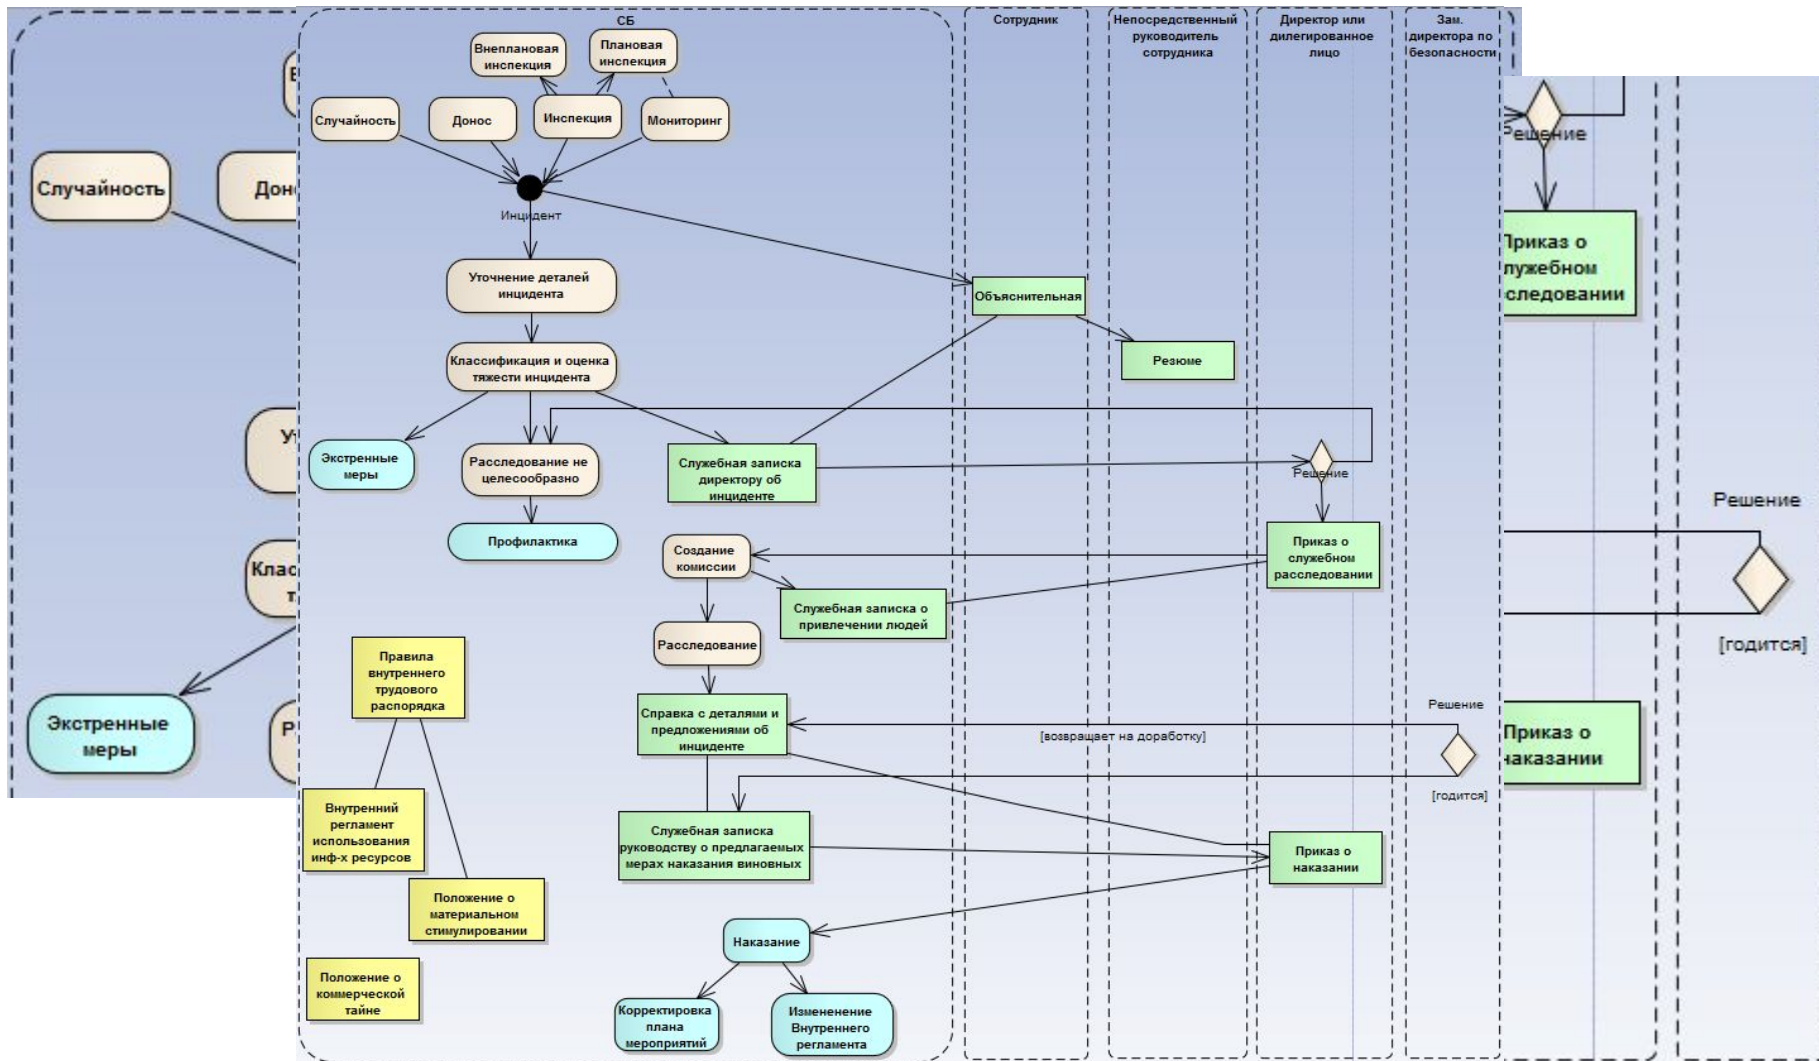 СБ
Сотрудник
Непосредственный
руководитель
сотрудника
Директор или
дилегированное
лицо
Зам.
директора по
безопасности
Внеплановая
инспекция
Плановая
инспекция
Случайность
Донос
Инспекция
Мониторинг
Инцидент
Уточнение деталей
инцидента
Объяснительная
Классификация и оценка
тяжести инцидента
Резюме
Экстренные
меры
Расследование не
целесообразно
Служебная записка
директору об
инциденте
Решение
Профилактика
Создание
комиссии
Приказ о
служебном
расследовании
Служебная записка о
привлечении людей
Расследование
Правила
внутреннего
трудового
распорядка
Справка с деталями и
предложениями об
инциденте
Решение
[возвращает на доработку]
[годится]
Внутренний
регламент
использования
инф-х ресурсов
Служебная записка
руководству о предлагаемых
мерах наказания виновных
Приказ о
наказании
Положение о
материальном
стимулировании
Наказание
Положение о
коммерческой
тайне
Корректировка
плана
мероприятий
Измененение
Внутреннего
регламента
Случайность
Экстренные
меры
Решение
Приказ о
Решение
[годится]
Приказ о